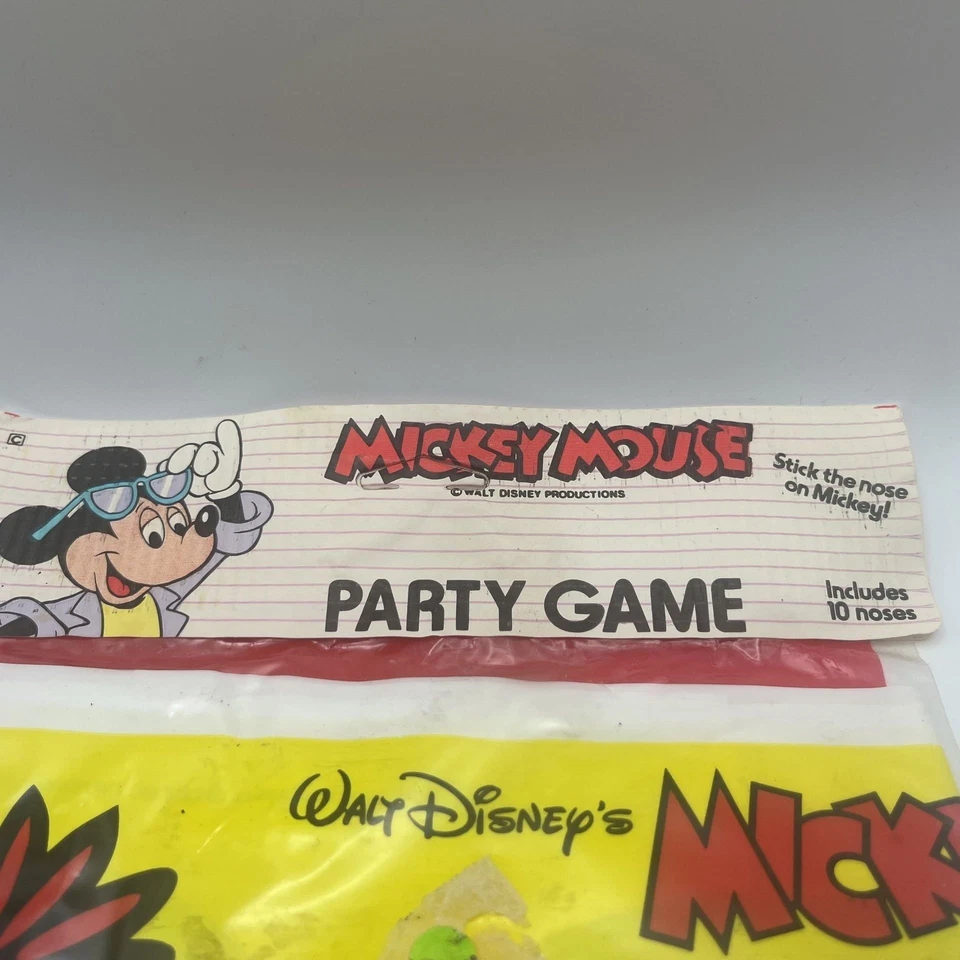 C
MICKEY MOUSE
© WALT DISNEY PRODUCTIONS
Stick the nose
on Mickey!
PARTY GAME
Includes
10 noses
WALT DISNEY'S
MICK